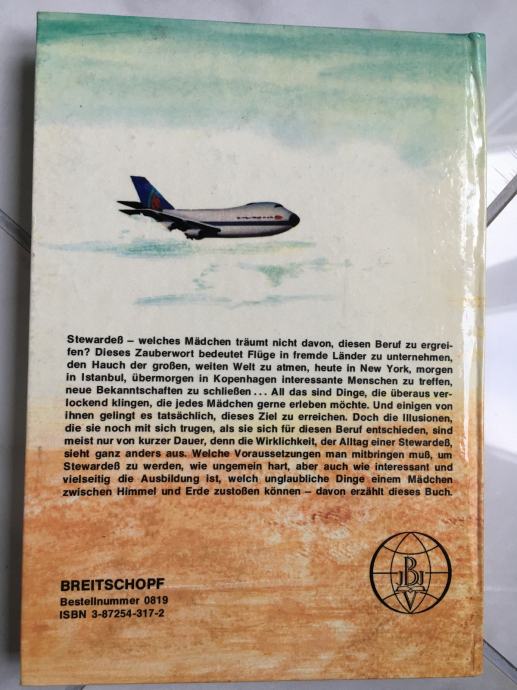 Stewardeß – welches Mädchen träumt nicht davon, diesen Beruf zu ergrei-
fen? Dieses Zauberwort bedeutet Flüge in fremde Länder zu unternehmen,
den Hauch der großen, weiten Welt zu atmen, heute in New York, morgen
in Istanbul, übermorgen in Kopenhagen interessante Menschen zu treffen,
neue Bekanntschaften zu schließen ... All das sind Dinge, die überaus ver-
lockend klingen, die jedes Mädchen gerne erleben möchte. Und einigen von
ihnen gelingt es tatsächlich, dieses Ziel zu erreichen. Doch die Illusionen,
die sie noch mit sich trugen, als sie sich für diesen Beruf entschieden, sind
meist nur von kurzer Dauer, denn die Wirklichkeit, der Alltag einer Stewardeß,
sieht ganz anders aus. Welche Voraussetzungen man mitbringen muß, um
Stewardeß zu werden, wie ungemein hart, aber auch wie interessant und
vielseitig die Ausbildung ist, welch unglaubliche Dinge einem Mädchen
zwischen Himmel und Erde zustoßen können – davon erzählt dieses Buch.
BREITSCHOPF
Bestellnummer 0819
ISBN 3-87254-317-2